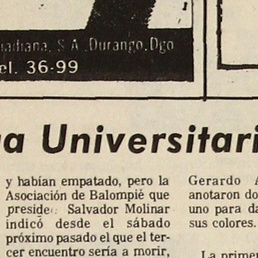 adiana, S.A. Durango, Dgo
el. 36-99
a Universitari
y habían empatado, pero la
Asociación de Balompié que
preside Salvador Molinar
indicó desde el sábado
próximo pasado el que el ter-
cer encuentro sería a morir,
Gerardo A
anotaron do
uno para da
sus colores.
La primer